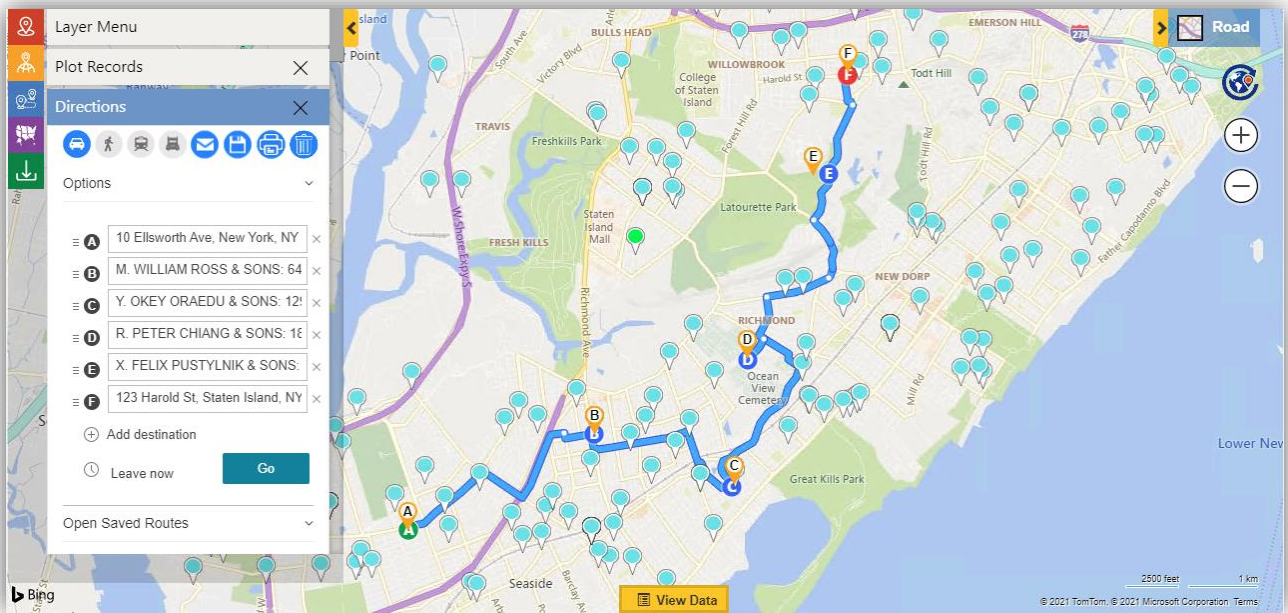 Layer Menu
Plot Records
Directions
Options
A 10 Ellsworth Ave, New York, NY
B M. WILLIAM ROSS & SONS: 64
C Y. OKEY ORAEDU & SONS: 12
D R. PETER CHIANG & SONS: 18
E X. FELIX PUSTYLNIK & SONS:
F 123 Harold St, Staten Island, NY
Add destination
Leave now
Go
Open Saved Routes
Bing
View Data
Road
island
Point
BULLS HEAD
South Ave
Victory Blvd
WILLOWBROOK
College
of Staten
Island
Harold St
EMERSON HILL
278
Todt Hill
TRAVIS
Freshkills Park
Forest Hill Rd
Todt Hill Rd
Latourette Park
Staten
Island
Mall
FRESH KILLS
W Shore Expy S
Richmond Ave
Father Capodanno Blvd
NEW DORP
RICHMOND
Ocean
View
Cemetery
Mill Rd
Great Kills Park
Lower New
Seaside
Barclay Ave
A
A
B
B
C
C
D
D
E
E
F
F
2500 feet
1 km
© 2021 TomTom, © 2021 Microsoft Corporation Terms